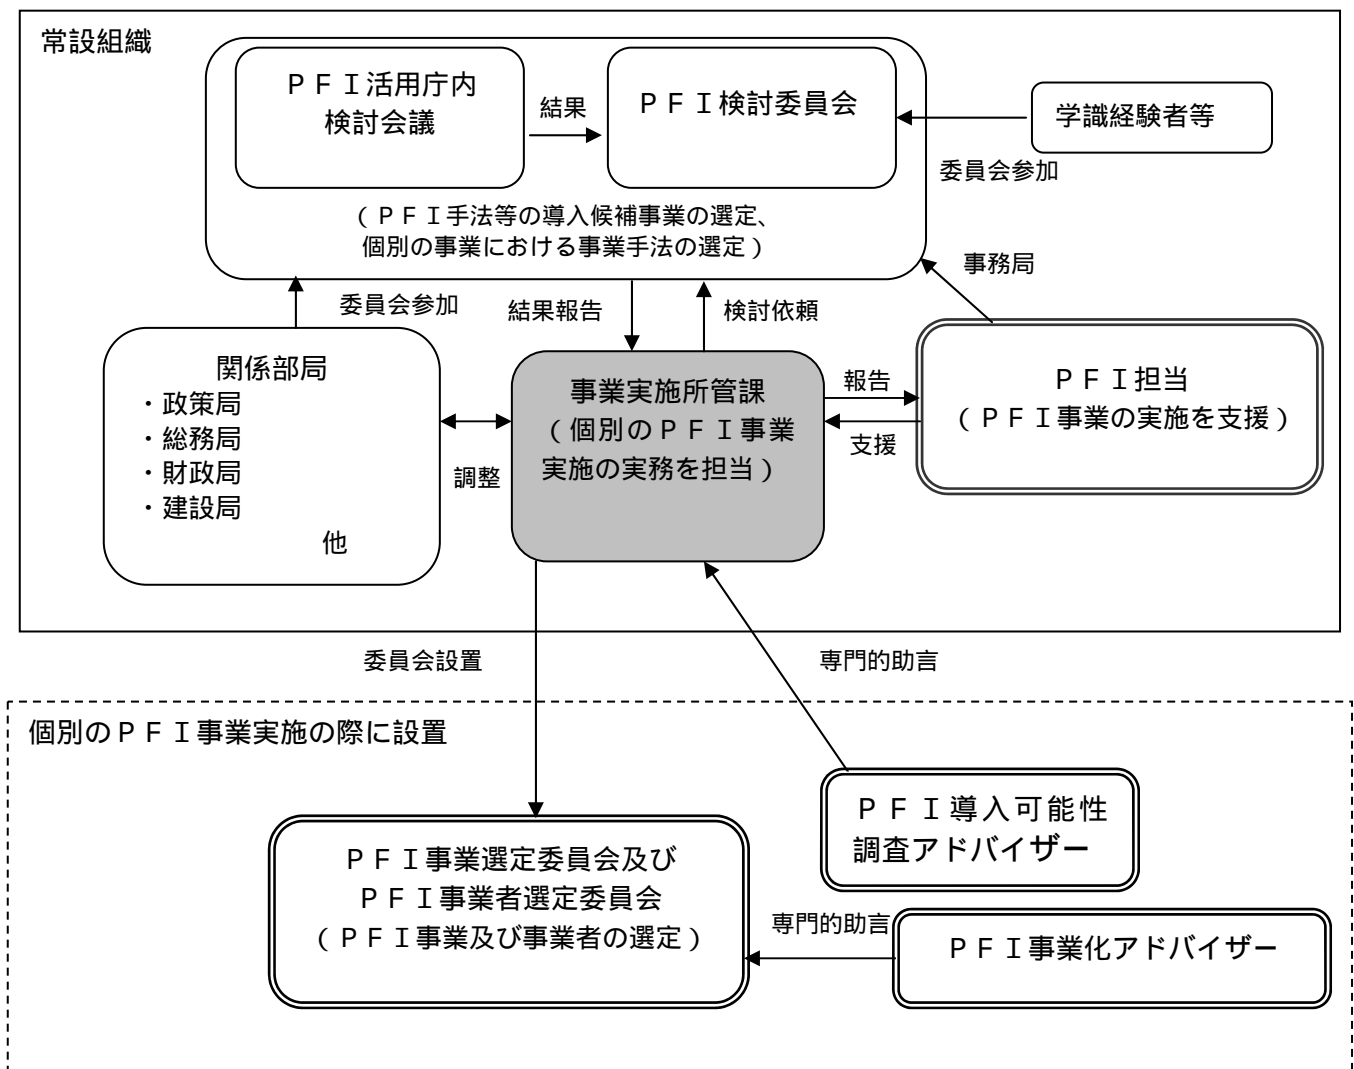 常設組織
ＰＦＩ活用庁内
検討会議
結果
ＰＦＩ検討委員会
学識経験者等
委員会参加
（ＰＦＩ手法等の導入候補事業の選定、
個別の事業における事業手法の選定）
事務局
委員会参加
結果報告
検討依頼
関係部局
・政策局
・総務局
・財政局
・建設局
他
調整
事業実施所管課
（個別のＰＦＩ事業
実施の実務を担当）
報告
支援
ＰＦＩ担当
（ＰＦＩ事業の実施を支援）
委員会設置
専門的助言
個別のＰＦＩ事業実施の際に設置
ＰＦＩ導入可能性
調査アドバイザー
ＰＦＩ事業選定委員会及び
ＰＦＩ事業者選定委員会
（ＰＦＩ事業及び事業者の選定）
専門的助言
ＰＦＩ事業化アドバイザー